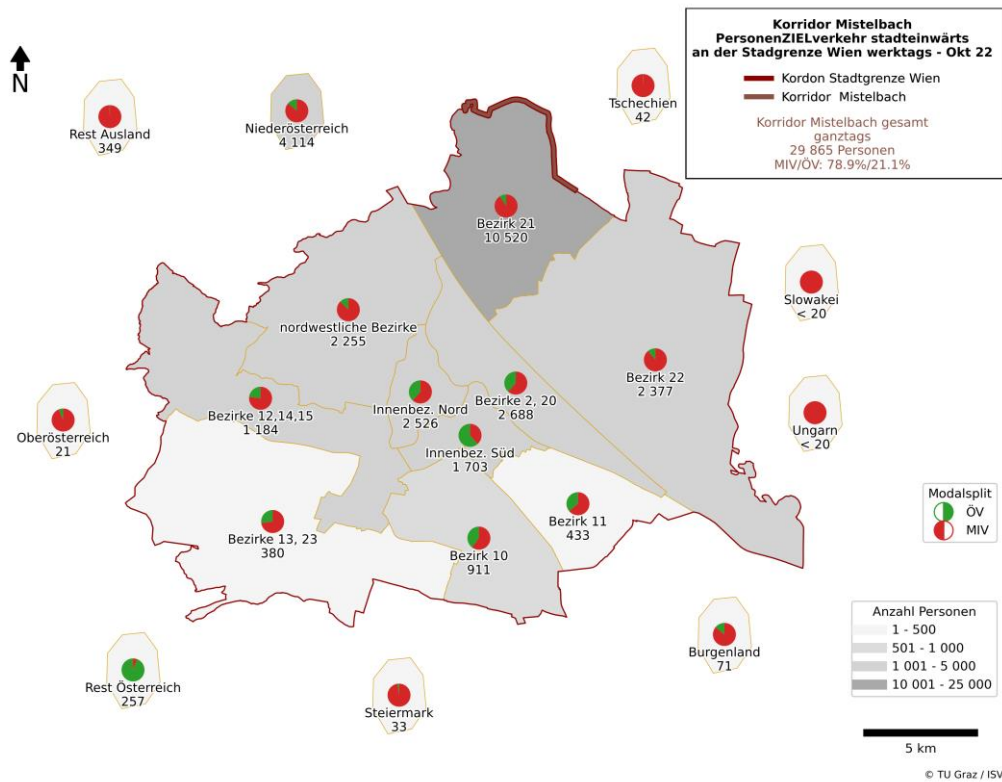 Korridor Mistelbach
PersonenZIELverkehr stadteinwärts
an der Stadgrenze Wien werktags - Okt 22
Kordon Stadtgrenze Wien
Korridor Mistelbach
Korridor Mistelbach gesamt
ganztags
29 865 Personen
MIV/ÖV: 78.9%/21.1%
N
Rest Ausland
349
Niederösterreich
4 114
Tschechien
42
Bezirk 21
10 520
Slowakei
< 20
nordwestliche Bezirke
2 255
Bezirk 22
2 377
Bezirke 12,14,15
1 184
Innenbez. Nord
2 526
Bezirke 2, 20
2 688
Oberösterreich
21
Ungarn
< 20
Innenbez. Süd
1 703
Bezirke 13, 23
380
Bezirk 10
911
Bezirk 11
433
Modalsplit
ÖV
MIV
Rest Österreich
257
Steiermark
33
Burgenland
71
Anzahl Personen
1 - 500
501 - 1 000
1 001 - 5 000
10 001 - 25 000
5 km
© TU Graz / ISV